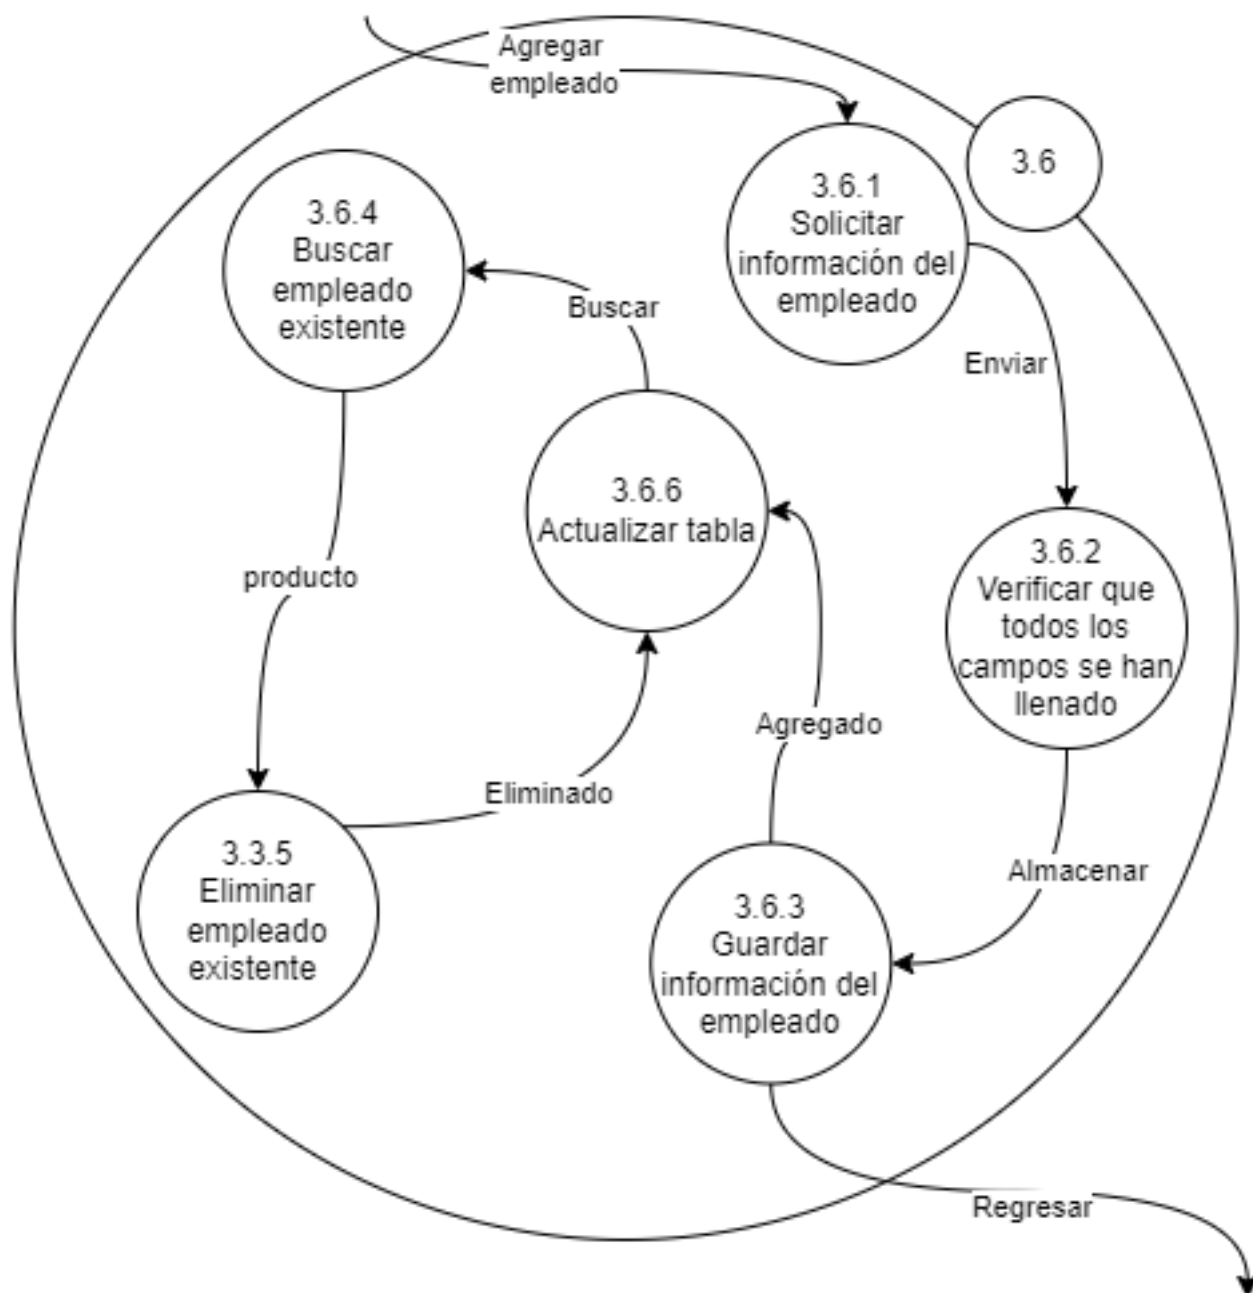 Agregar
empleado
3.6
3.6.1
Solicitar
información del
empleado
3.6.4
Buscar
empleado
existente
Buscar
Enviar
3.6.6
Actualizar tabla
3.6.2
Verificar que
todos los
campos se han
llenado
producto
Agregado
Eliminado
3.3.5
Eliminar
empleado
existente
Almacenar
3.6.3
Guardar
información del
empleado
Regresar